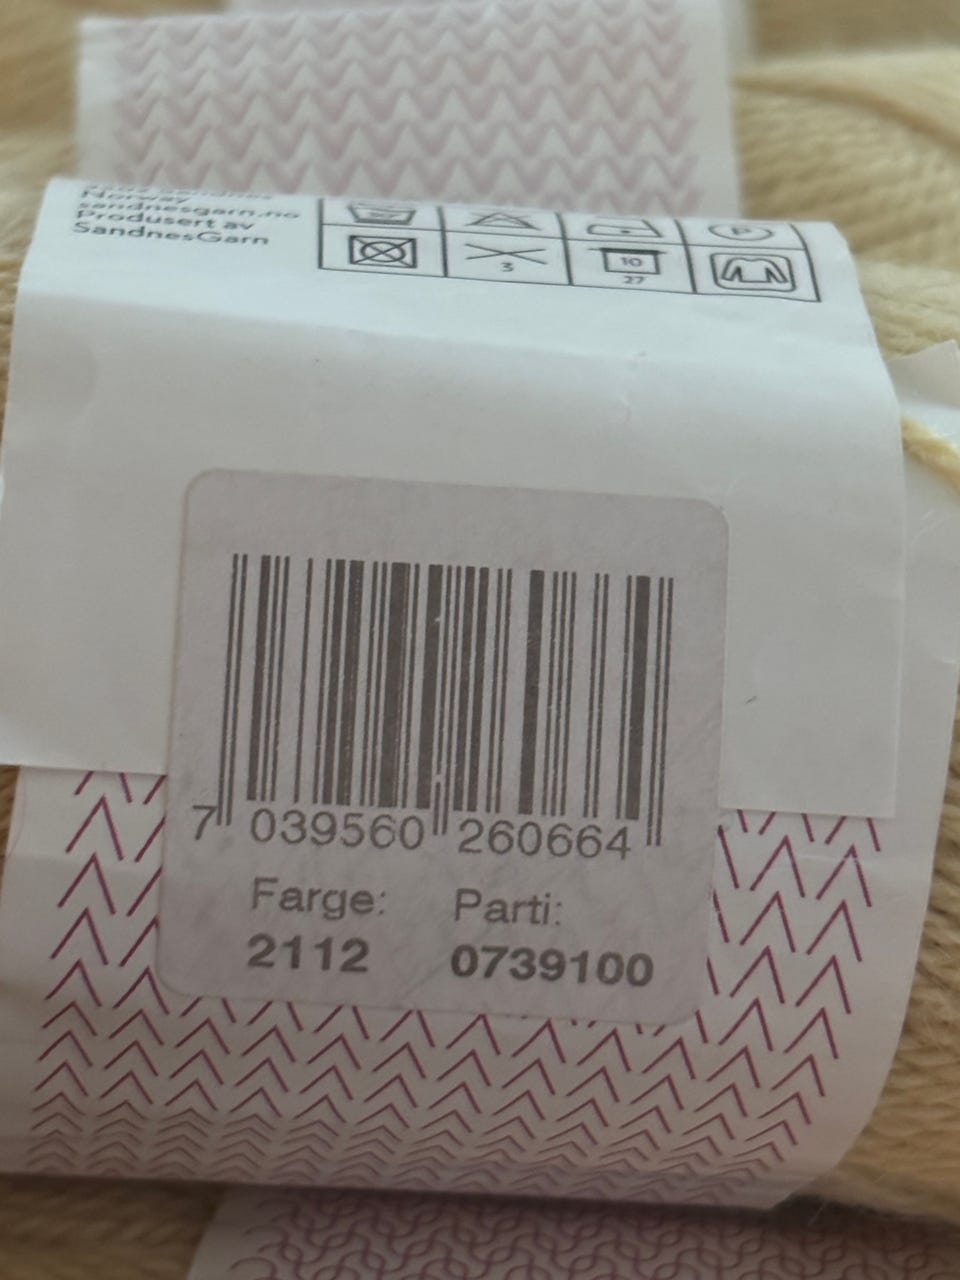 Norway
sandnesgarn.no
Produsert av
SandnesGarn
P
3
10
27
7 039560 260664
Farge: Parti:
2112 0739100